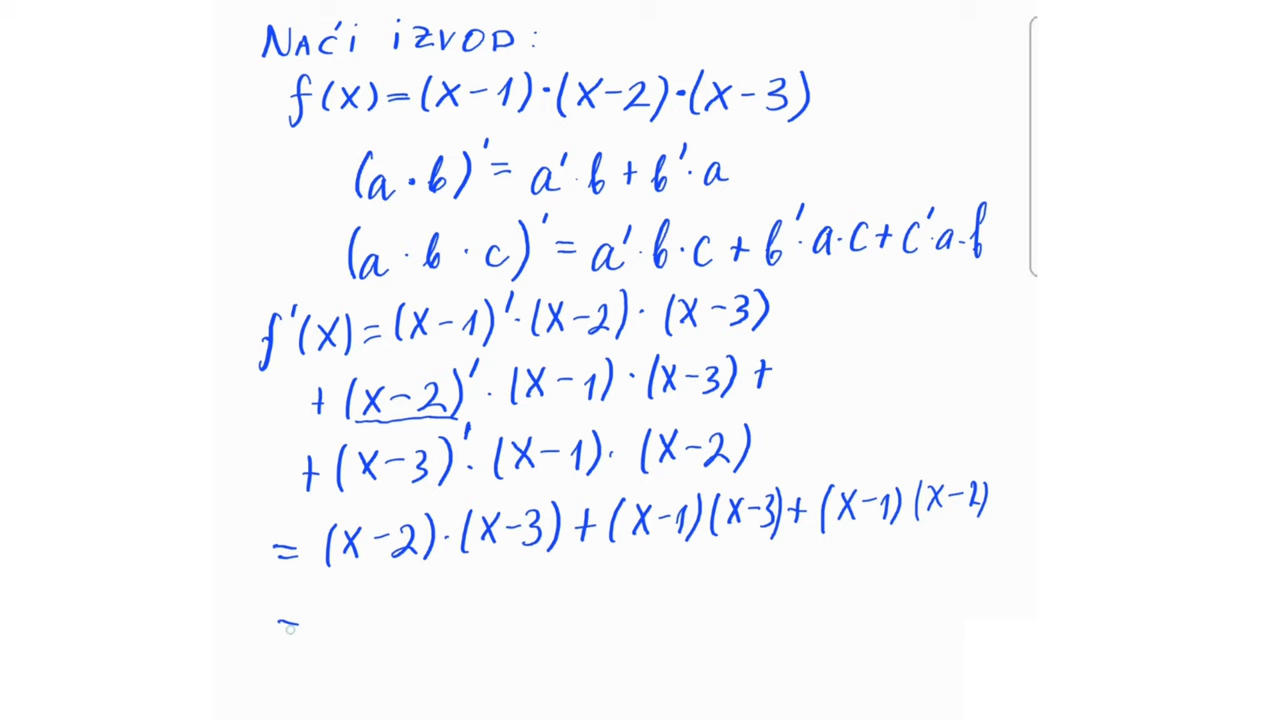 NAĆI IZVOD:
f(x)=(x-1)·(x-2)·(x-3)
(a·b)'=a'·b+b'·a
(a·b·c)'=a'·b·c+b'·a·c+c'·a·b
f'(x)=(x-1)'·(x-2)·(x-3)
+(x-2)'·(x-1)·(x-3)+
+(x-3)'·(x-1)·(x-2)
=(x-2)·(x-3)+(x-1)(x-3)+(x-1)(x-2)